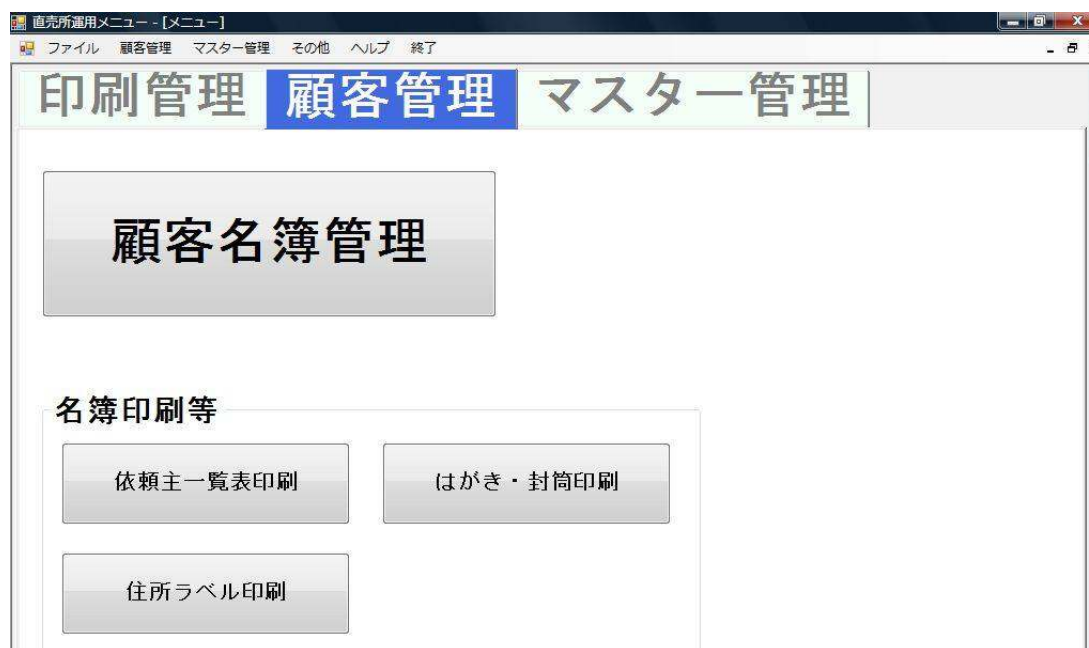 直売所運用メニュー - [メニュー]
ファイル 顧客管理 マスター管理 その他 ヘルプ 終了
印刷管理 顧客管理 マスター管理
顧客名簿管理
名簿印刷等
依頼主一覧表印刷 はがき・封筒印刷
住所ラベル印刷